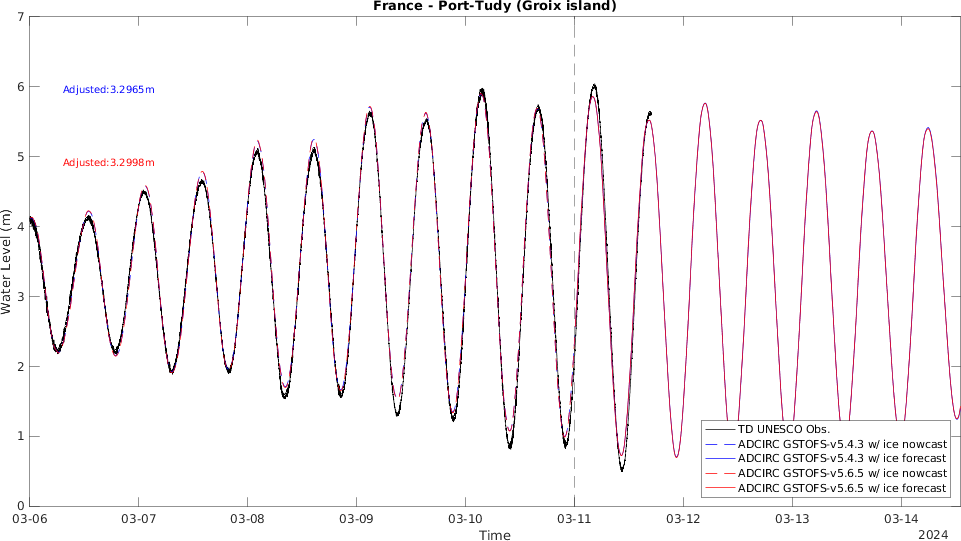 France - Port-Tudy (Groix island)
7
6
5
4
3
2
1
0
Water Level (m)
Adjusted:3.2965m
Adjusted:3.2998m
TD UNESCO Obs.
ADCIRC GSTOFS-v5.4.3 w/ ice nowcast
ADCIRC GSTOFS-v5.4.3 w/ ice forecast
ADCIRC GSTOFS-v5.6.5 w/ ice nowcast
ADCIRC GSTOFS-v5.6.5 w/ ice forecast
03-06 03-07 03-08 03-09 03-10 03-11 03-12 03-13 03-14
Time
2024